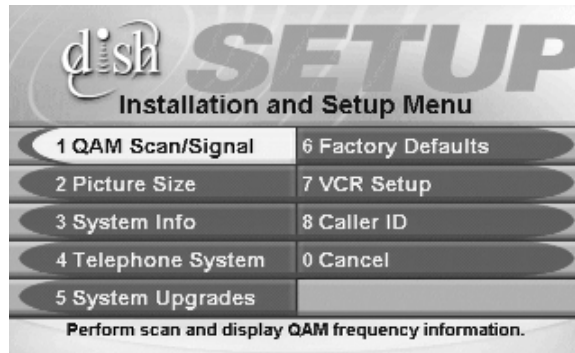 dish SETUP
Installation and Setup Menu
1 QAM Scan/Signal
6 Factory Defaults
2 Picture Size
7 VCR Setup
3 System Info
8 Caller ID
4 Telephone System
0 Cancel
5 System Upgrades
Perform scan and display QAM frequency information.